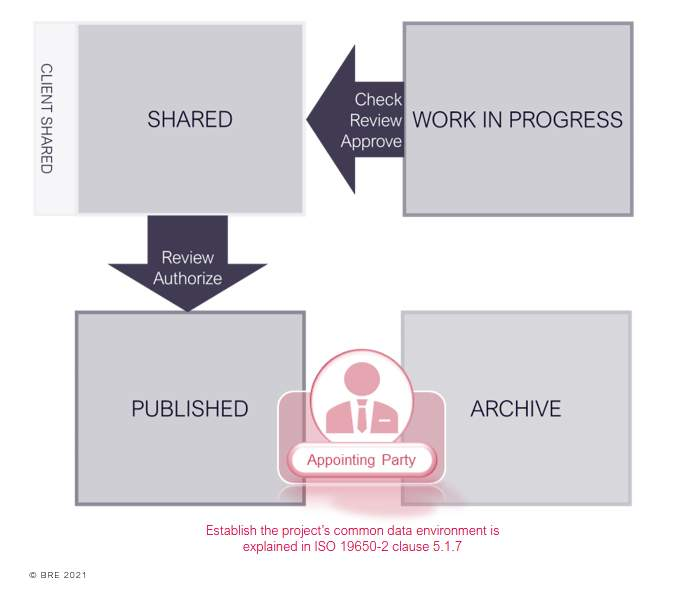 CLIENT SHARED
SHARED
Check
Review
Approve
WORK IN PROGRESS
Review
Authorize
PUBLISHED
Appointing Party
ARCHIVE
Establish the project's common data environment is
explained in ISO 19650-2 clause 5.1.7
© BRE 2021